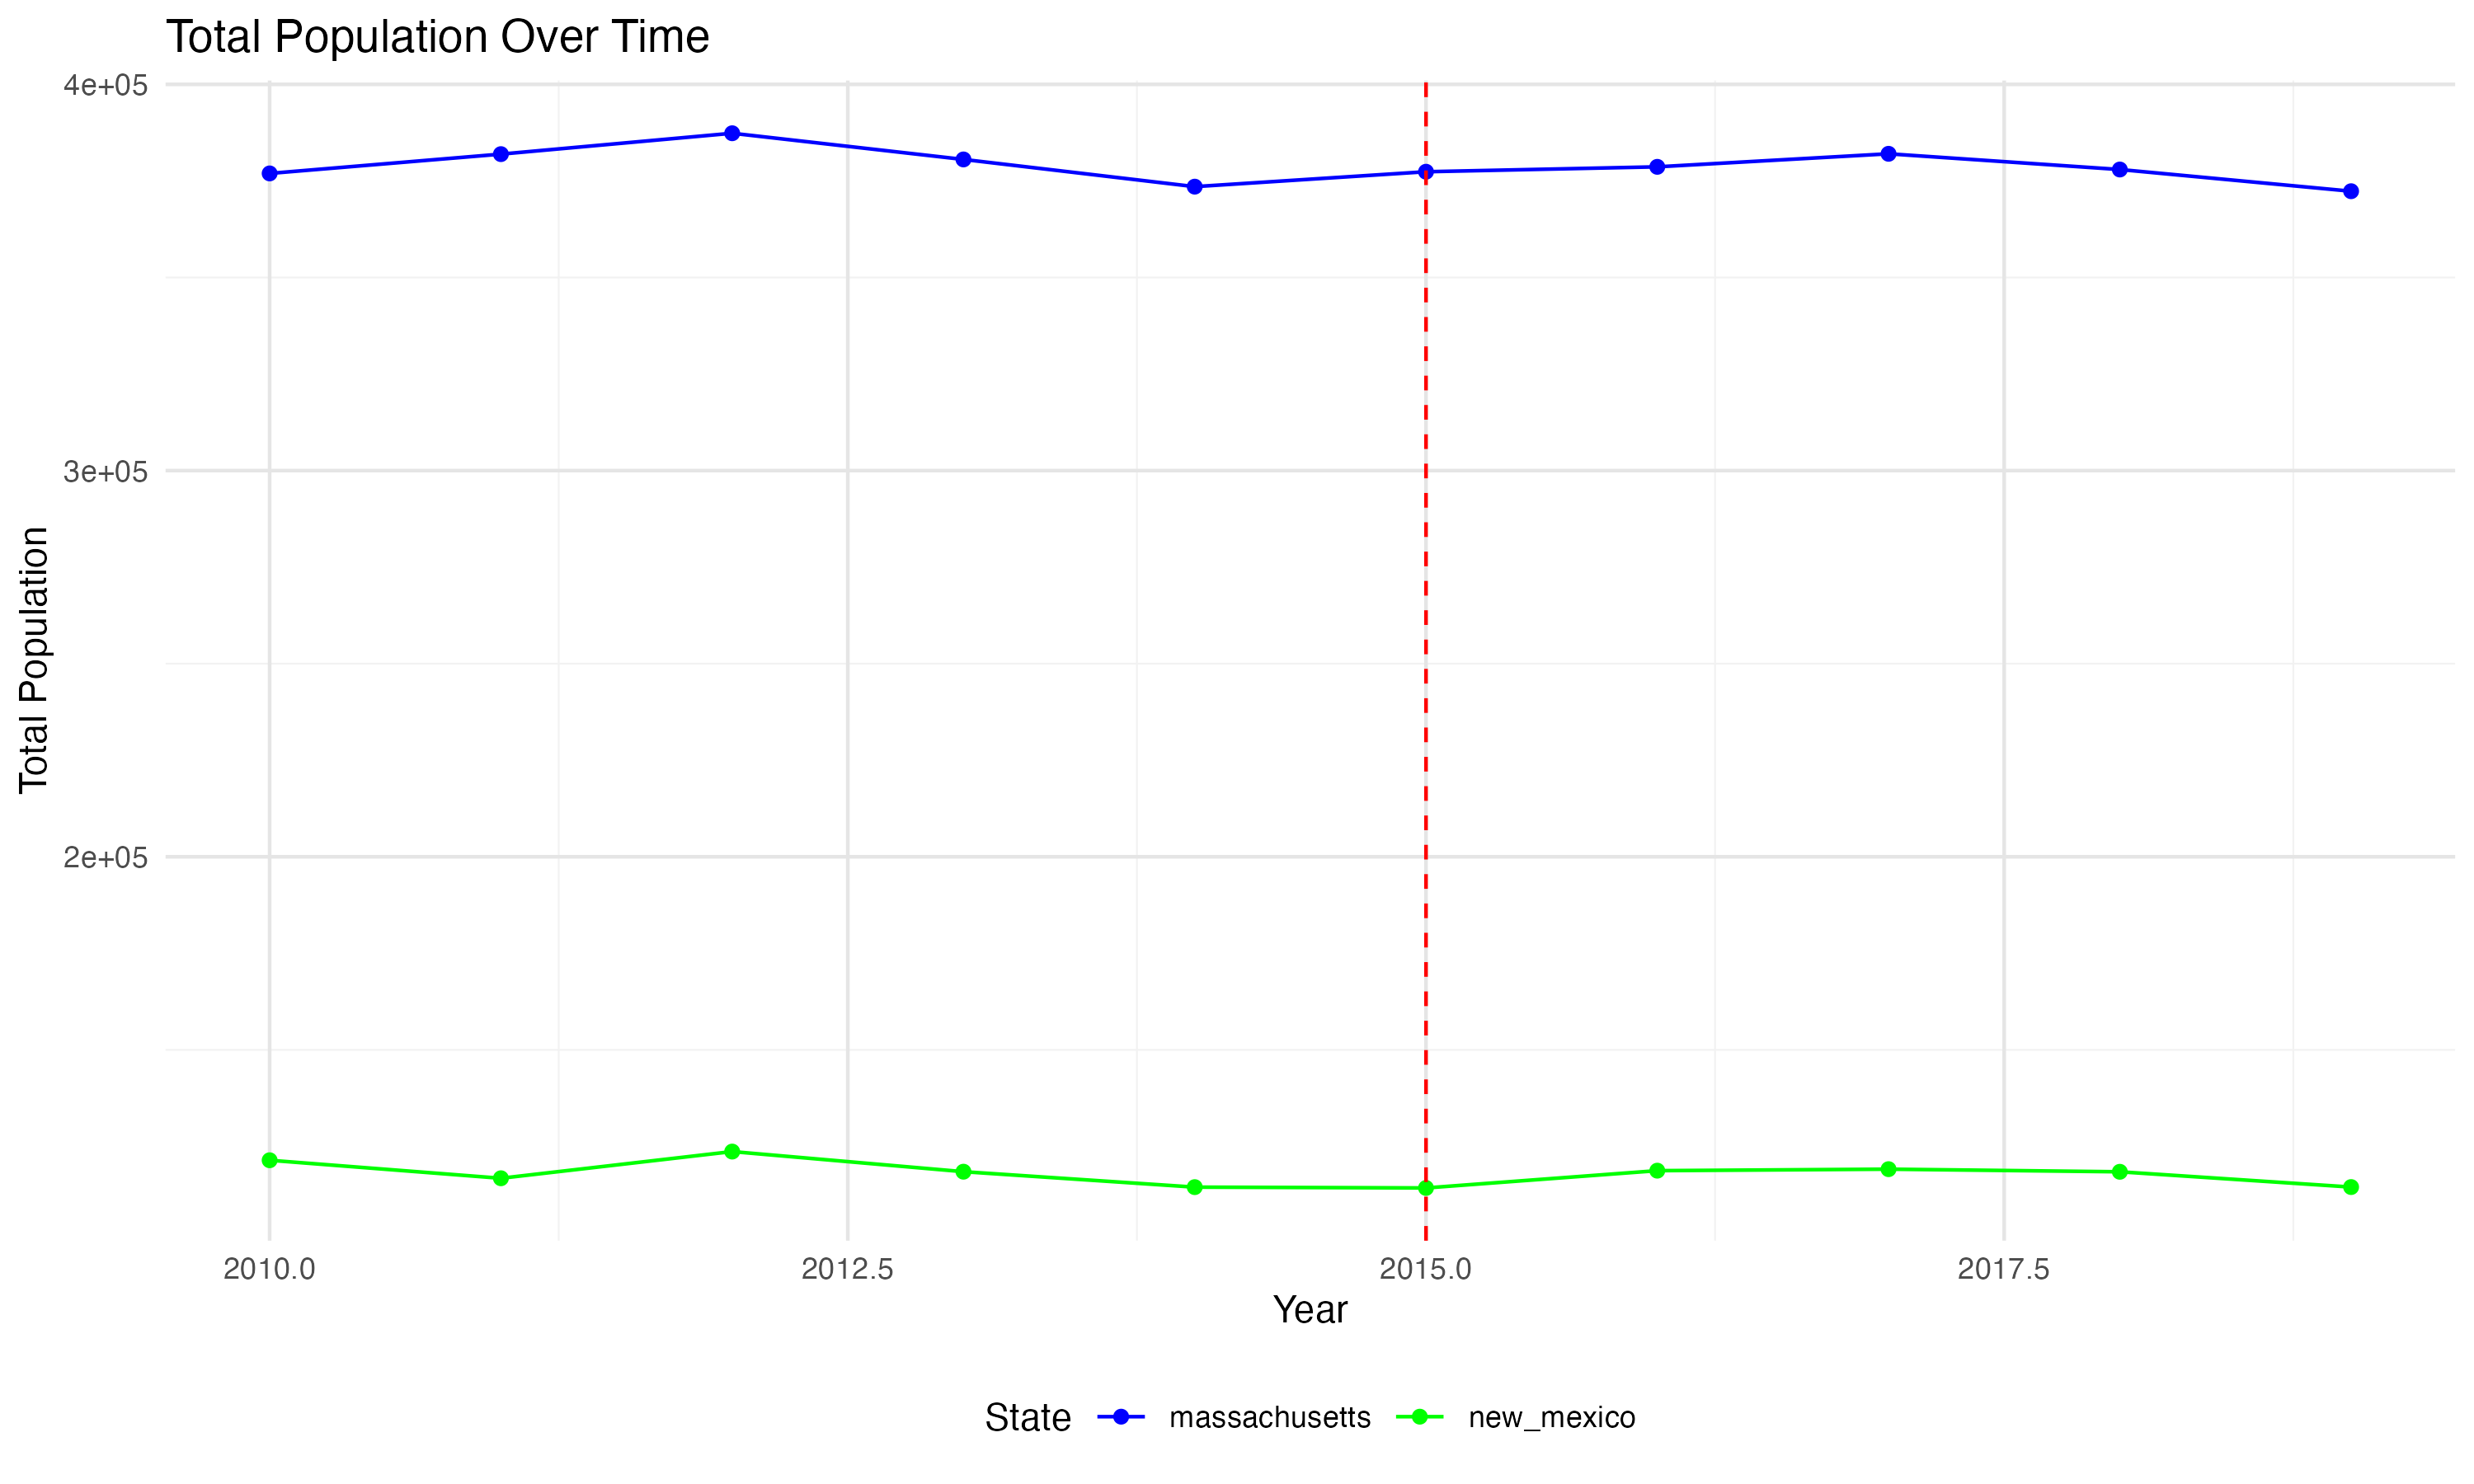 Total Population Over Time
4e+05
3e+05
2e+05
Total Population
2010.0 2012.5 2015.0 2017.5
Year
State massachusetts new_mexico